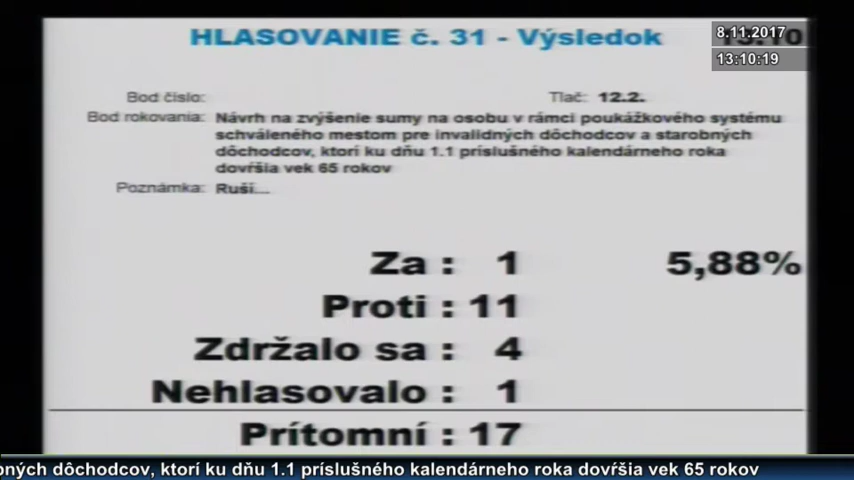 HLASOVANIE č. 31 - Výsledok
8.11.2017
13:10:19
Bod číslo:
Tlač: 12.2.
Bod rokovania: Návrh na zvýšenie sumy na osobu v rámci poukážkového systému
schváleného mestom pre invalidných dôchodcov a starobných
dôchodcov, ktorí ku dňu 1.1 príslušného kalendárneho roka
dovŕšia vek 65 rokov
Poznámka: Ruší...
Za : 1 5,88%
Proti : 11
Zdržalo sa : 4
Nehlasovalo : 1
Prítomní : 17
bných dôchodcov, ktorí ku dňu 1.1 príslušného kalendárneho roka dovŕšia vek 65 rokov